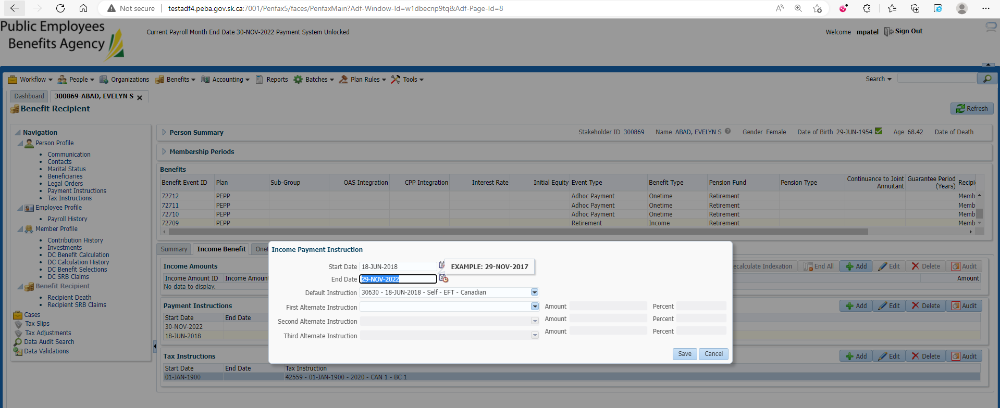 Not secure | testadf4.peba.gov.sk.ca:7001/Penfax5/faces/PenfaxMain?Adf-Window-Id=w1dbecnp9tq&Adf-Page-Id=8
Public Employees
Benefits Agency
Current Payroll Month End Date 30-NOV-2022 Payment System Unlocked
Welcome mpatel Sign Out
Workflow People Organizations Benefits Accounting Reports Batches Plan Rules Tools Search
Dashboard 300869-ABAD, EVELYN S
Benefit Recipient
Refresh
Navigation
Person Profile
Communication
Contacts
Marital Status
Beneficiaries
Legal Orders
Payment Instructions
Tax Instructions
Employee Profile
Payroll History
Member Profile
Contribution History
Investments
DC Benefit Calculation
DC Calculation History
DC Benefit Selections
DC SRB Claims
Benefit Recipient
Recipient Death
Recipient SRB Claims
Cases
Tax Slips
Tax Adjustments
Data Audit Search
Data Validations
Person Summary Stakeholder ID 300869 Name ABAD, EVELYN S Gender Female Date of Birth 29-JUN-1954 Age 68.42 Date of Death
Membership Periods
Benefits
Benefit Event ID Plan Sub-Group OAS Integration CPP Integration Interest Rate Initial Equity Event Type Benefit Type Pension Fund Pension Type Continuance to Joint Annuitant Guarantee Period (Years) Recipi
72712 PEPP Adhoc Payment Onetime Retirement Memb
72711 PEPP Adhoc Payment Onetime Retirement Memb
72710 PEPP Adhoc Payment Onetime Retirement Memb
72709 PEPP Retirement Income Retirement Memb
Summary Income Benefit Onet
Income Amounts
ecalculate Indexation End All Add Edit Delete Audit
Income Amount ID Income Amoun Amount
No data to display.
Payment Instructions
Add Edit Delete Audit
Start Date End Date
30-NOV-2022
18-JUN-2018
Tax Instructions
Add Edit Delete Audit
Start Date End Date Tax Instruction
01-JAN-1900 42559 - 01-JAN-1900 - 2020 - CAN 1 - BC 1
Income Payment Instruction
Start Date 18-JUN-2018
EXAMPLE: 29-NOV-2017
End Date 29-NOV-2022
Default Instruction 30630 - 18-JUN-2018 - Self - EFT - Canadian
First Alternate Instruction Amount Percent
Second Alternate Instruction Amount Percent
Third Alternate Instruction Amount Percent
Save Cancel